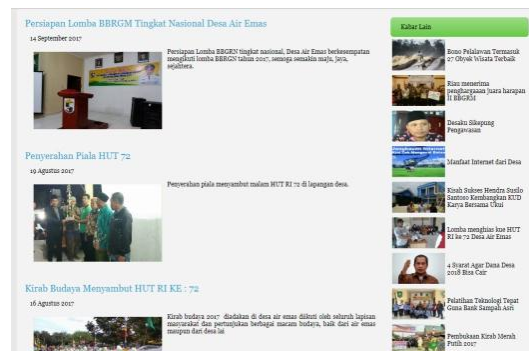 Persiapan Lomba BBRGM Tingkat Nasional Desa Air Emas
14 September 2017
Persiapan Lomba BBGRN tingkat nasional, Desa Air Emas berkesempatan
mengikuti lomba BBRGN tahun 2017, semoga semakin maju, jaya,
sejahtera.
Penyerahan Piala HUT 72
19 Agustus 2017
Penyerahan piala menyambut malam HUT RI 72 di lapangan desa.
Kirab Budaya Menyambut HUT RI KE : 72
16 Agustus 2017
Kirab budaya 2017 diadakan di desa air emas diikuti oleh seluruh lapisan
masyarakat dan pertunjukan berbagai macam budaya, baik dari air emas
maupun dari desa lai
Kabar Lain
Bono Pelalawan Termasuk
27 Obyek Wisata Terbaik
Riau menerima
penghargaaan juara harapan
II BBGRM
Desaku Sikepung
Pengawasan
Manfaat Internet dari Desa
Kisah Sukses Hendra Susilo
Santoso Kembangkan KUD
Karya Bersama Ukui
Lomba menghias kue HUT
RI ke 72 Desa Air Emas
4 Syarat Agar Dana Desa
2018 Bisa Cair
Pelatihan Teknologi Tepat
Guna Bank Sampah Asri
Pembukaan Kirab Merah
Putih 2017